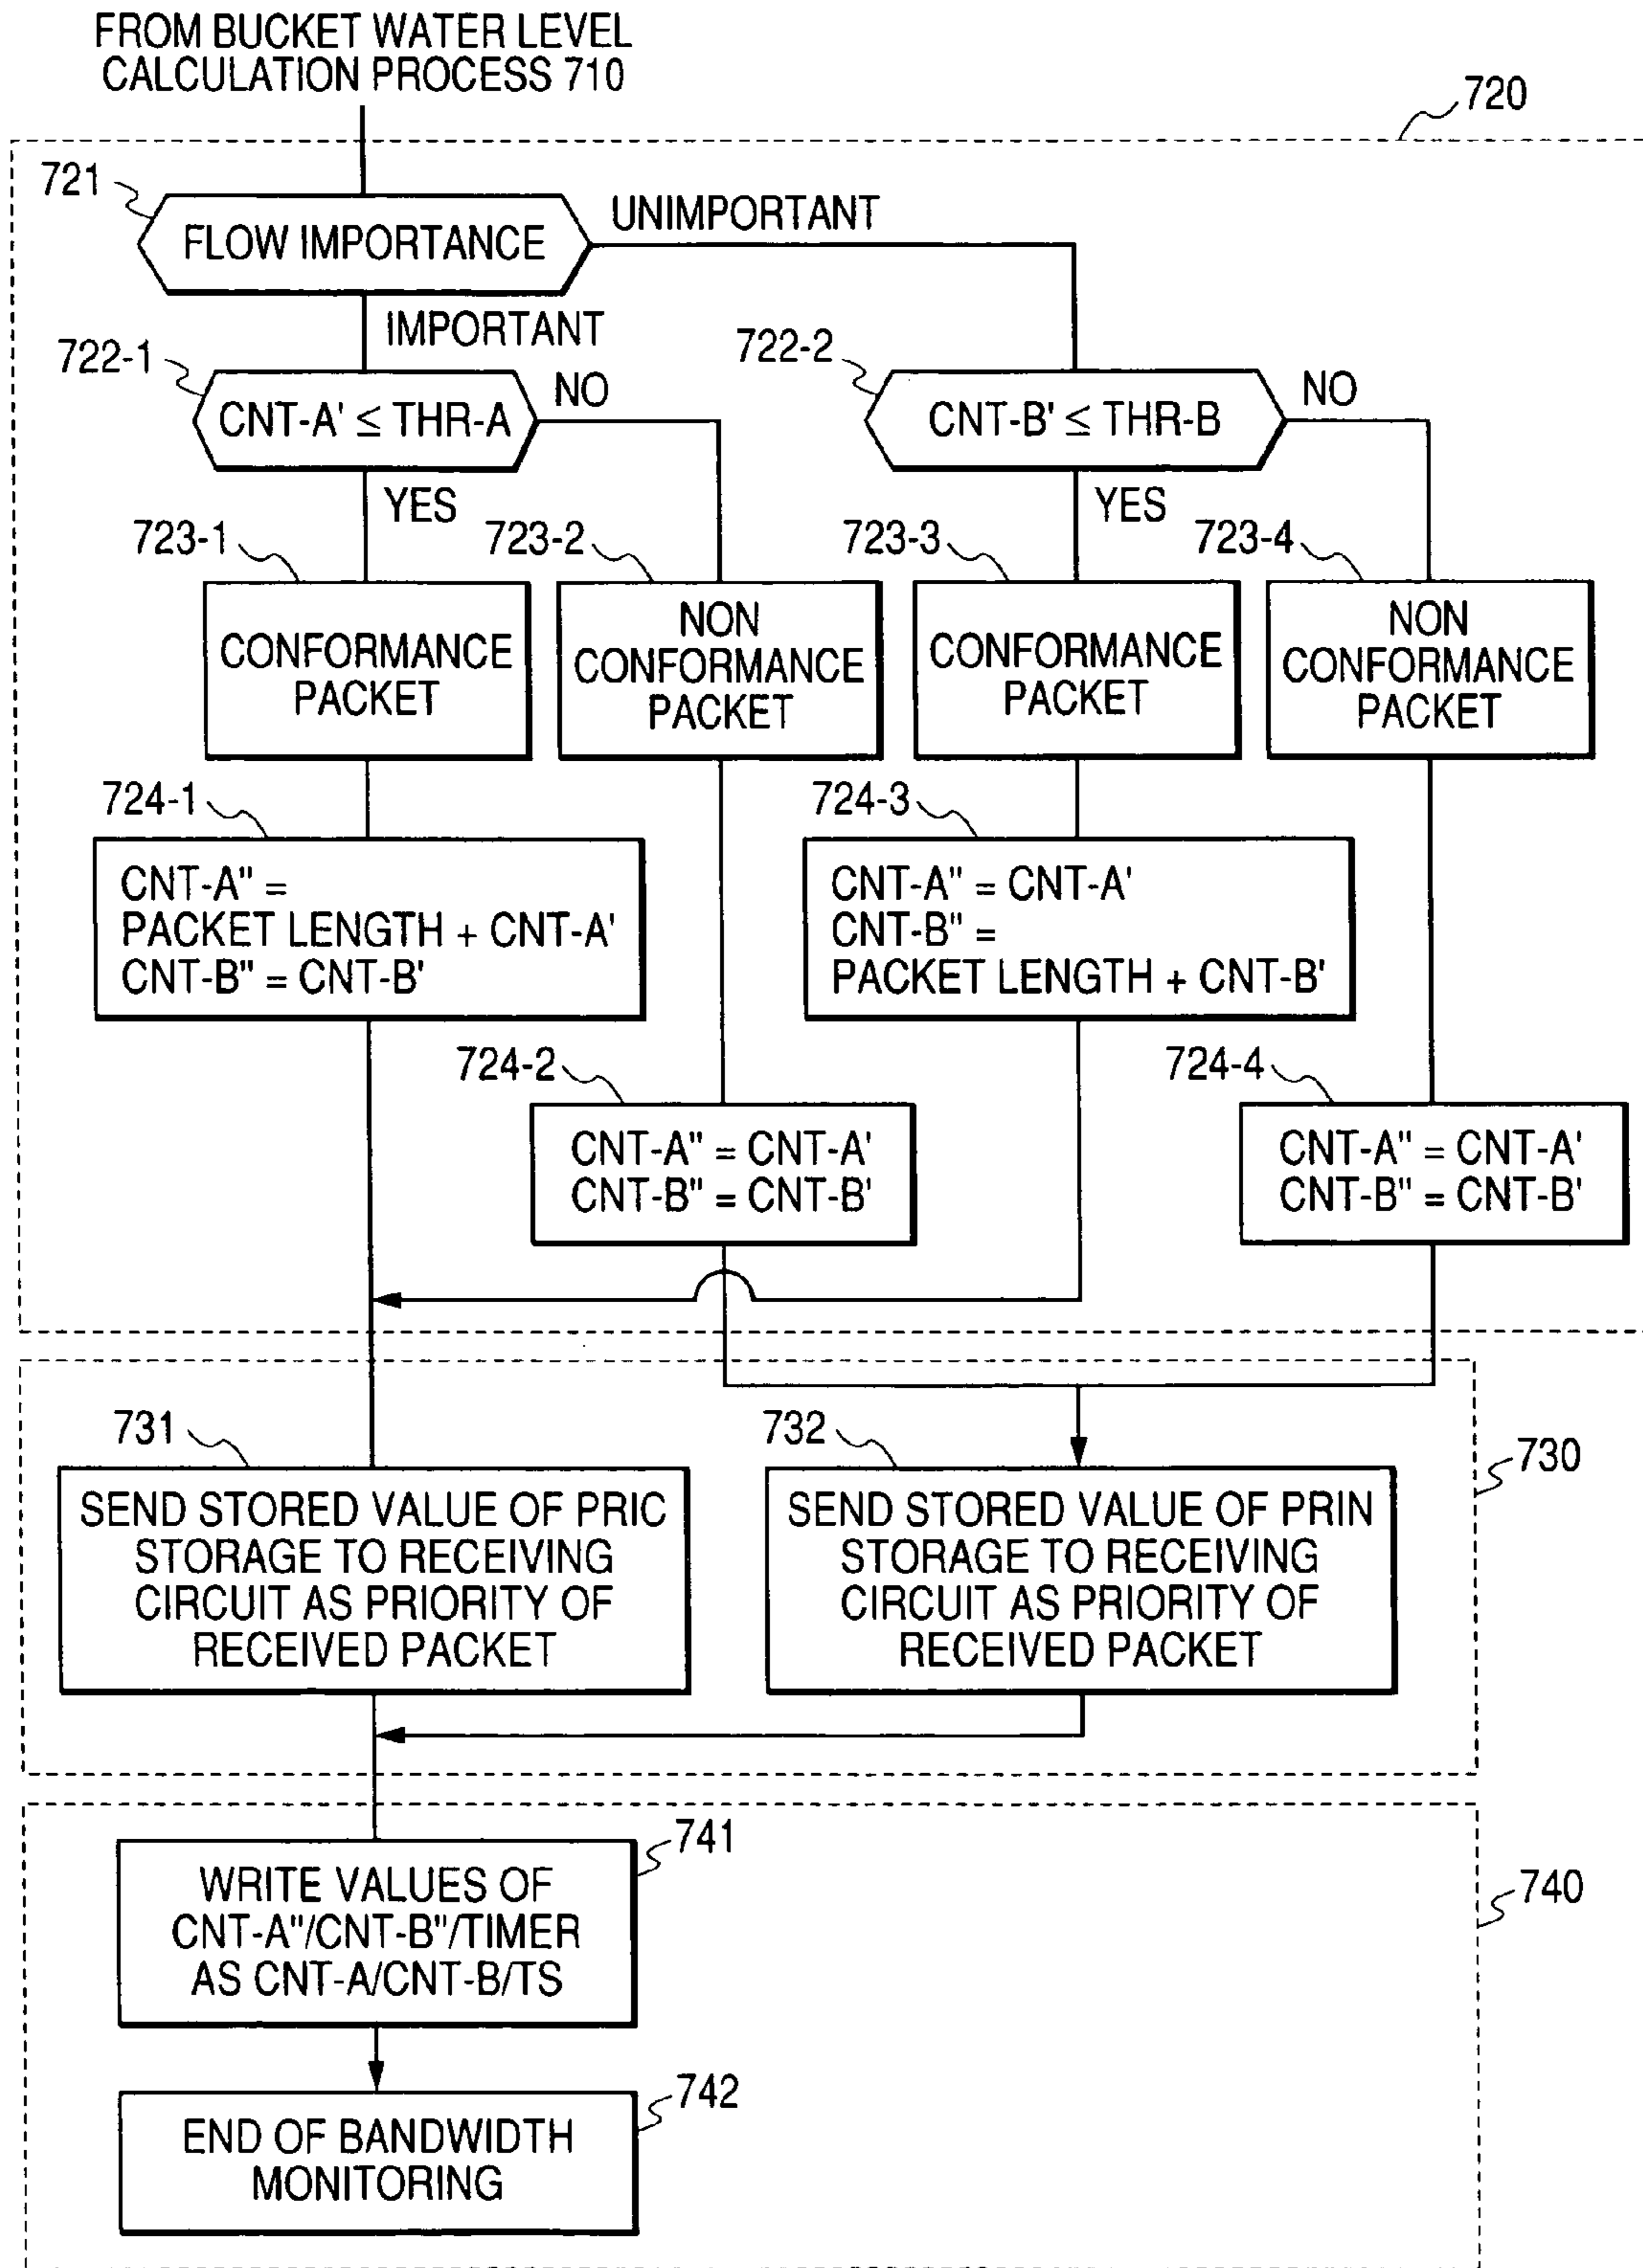 FROM BUCKET WATER LEVEL
CALCULATION PROCESS 710
720
721
FLOW IMPORTANCE
UNIMPORTANT
IMPORTANT
722-1
CNT-A' ≤ THR-A
NO
722-2
CNT-B' ≤ THR-B
NO
YES
YES
723-1
CONFORMANCE
PACKET
723-2
NON
CONFORMANCE
PACKET
723-3
CONFORMANCE
PACKET
723-4
NON
CONFORMANCE
PACKET
724-1
CNT-A" =
PACKET LENGTH + CNT-A'
CNT-B" = CNT-B'
724-3
CNT-A" = CNT-A'
CNT-B" =
PACKET LENGTH + CNT-B'
724-2
CNT-A" = CNT-A'
CNT-B" = CNT-B'
724-4
CNT-A" = CNT-A'
CNT-B" = CNT-B'
730
731
SEND STORED VALUE OF PRIC
STORAGE TO RECEIVING
CIRCUIT AS PRIORITY OF
RECEIVED PACKET
732
SEND STORED VALUE OF PRIN
STORAGE TO RECEIVING
CIRCUIT AS PRIORITY OF
RECEIVED PACKET
740
741
WRITE VALUES OF
CNT-A"/CNT-B"/TIMER
AS CNT-A/CNT-B/TS
742
END OF BANDWIDTH
MONITORING